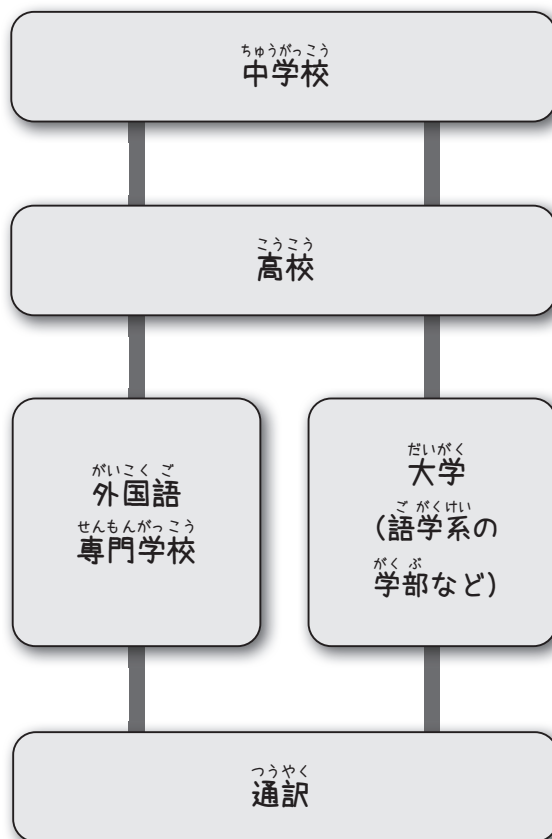 ちゅうがっこう
中学校
こうこう
高校
がいこく ご
外国語
せんもんがっこう
専門学校
だいがく
大学
ご がくけい
(語学系の
がく ぶ
学部など)
つうやく
通訳